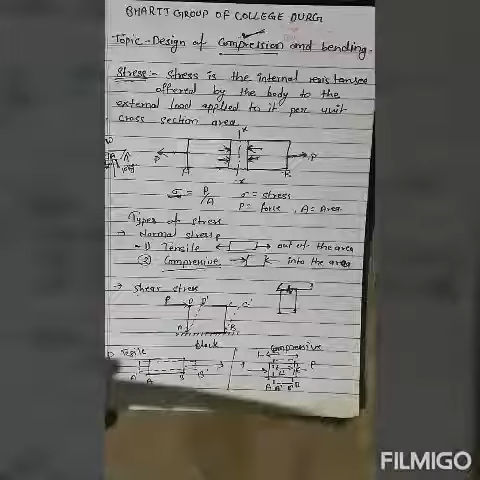 BHARTI GROUP OF COLLEGE DURG
Topic - Design of Compression and bending.
Stress :- Stress is the internal resistance
offered by the body to the
external load applied to it per unit
cross section area.
x
P
A B
x
σ = P/A σ = stress
P = force, A = Area
Types of stress
→ Normal stress
1) Tensile out of the area
② Compressive into the area
→ Shear stress
P D D' C C'
A B
block
Tesile Compressive
A' A B B'
FILMIGO